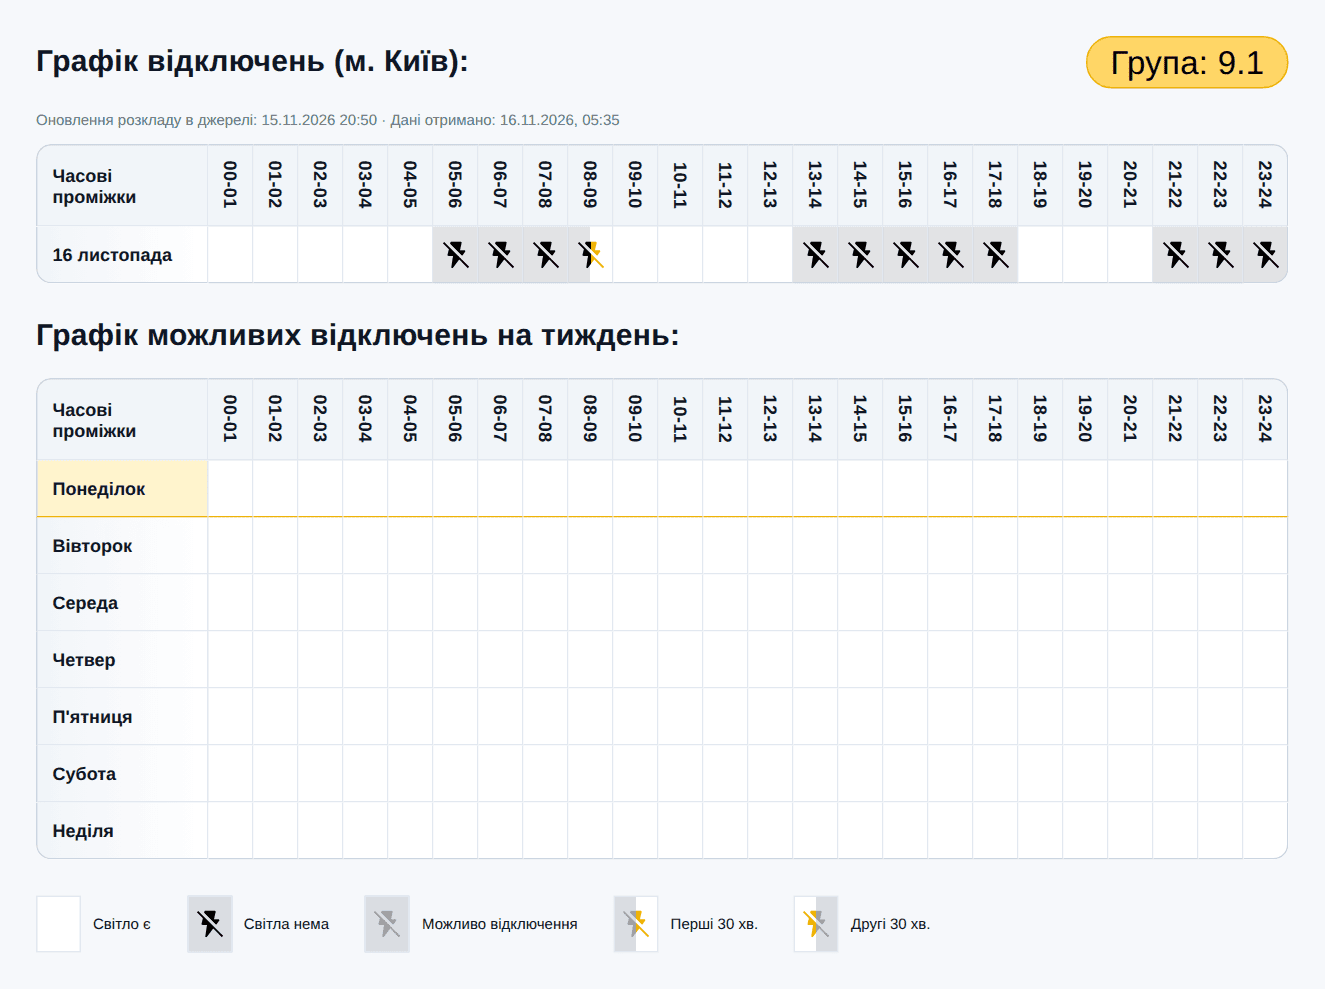 Графік відключень (м. Київ):
Група: 9.1
Оновлення розкладу в джерелі: 15.11.2026 20:50 · Дані отримано: 16.11.2026, 05:35
Часові
проміжки
00-01 01-02 02-03 03-04 04-05 05-06 06-07 07-08 08-09 09-10 10-11 11-12 12-13 13-14 14-15 15-16 16-17 17-18 18-19 19-20 20-21 21-22 22-23 23-24
16 листопада
Графік можливих відключень на тиждень:
Часові
проміжки
00-01 01-02 02-03 03-04 04-05 05-06 06-07 07-08 08-09 09-10 10-11 11-12 12-13 13-14 14-15 15-16 16-17 17-18 18-19 19-20 20-21 21-22 22-23 23-24
Понеділок
Вівторок
Середа
Четвер
П'ятниця
Субота
Неділя
Світло є Світла нема Можливо відключення Перші 30 хв. Другі 30 хв.